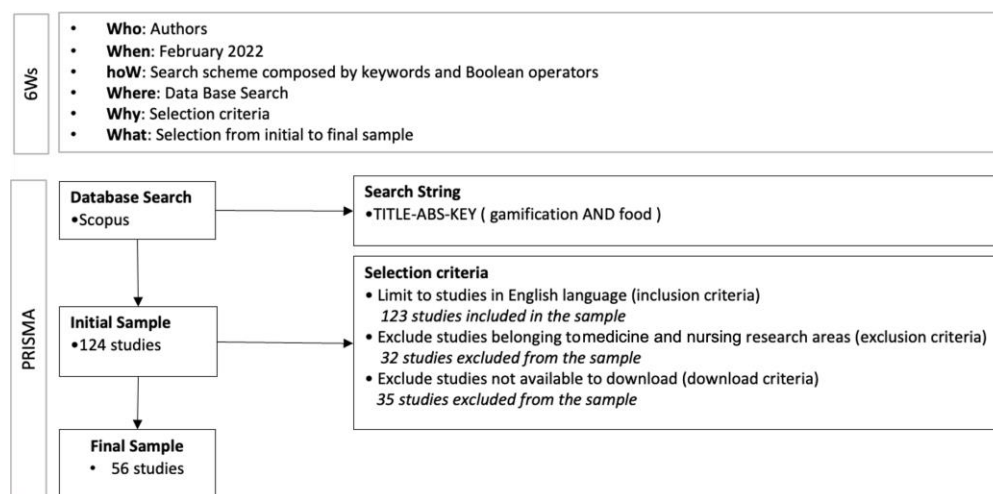 6Ws
• Who: Authors
• When: February 2022
• hoW: Search scheme composed by keywords and Boolean operators
• Where: Data Base Search
• Why: Selection criteria
• What: Selection from initial to final sample
PRISMA
Database Search
•Scopus
Search String
•TITLE-ABS-KEY ( gamification AND food )
Initial Sample
•124 studies
Selection criteria
• Limit to studies in English language (inclusion criteria)
123 studies included in the sample
• Exclude studies belonging tomedicine and nursing research areas (exclusion criteria)
32 studies excluded from the sample
• Exclude studies not available to download (download criteria)
35 studies excluded from the sample
Final Sample
• 56 studies